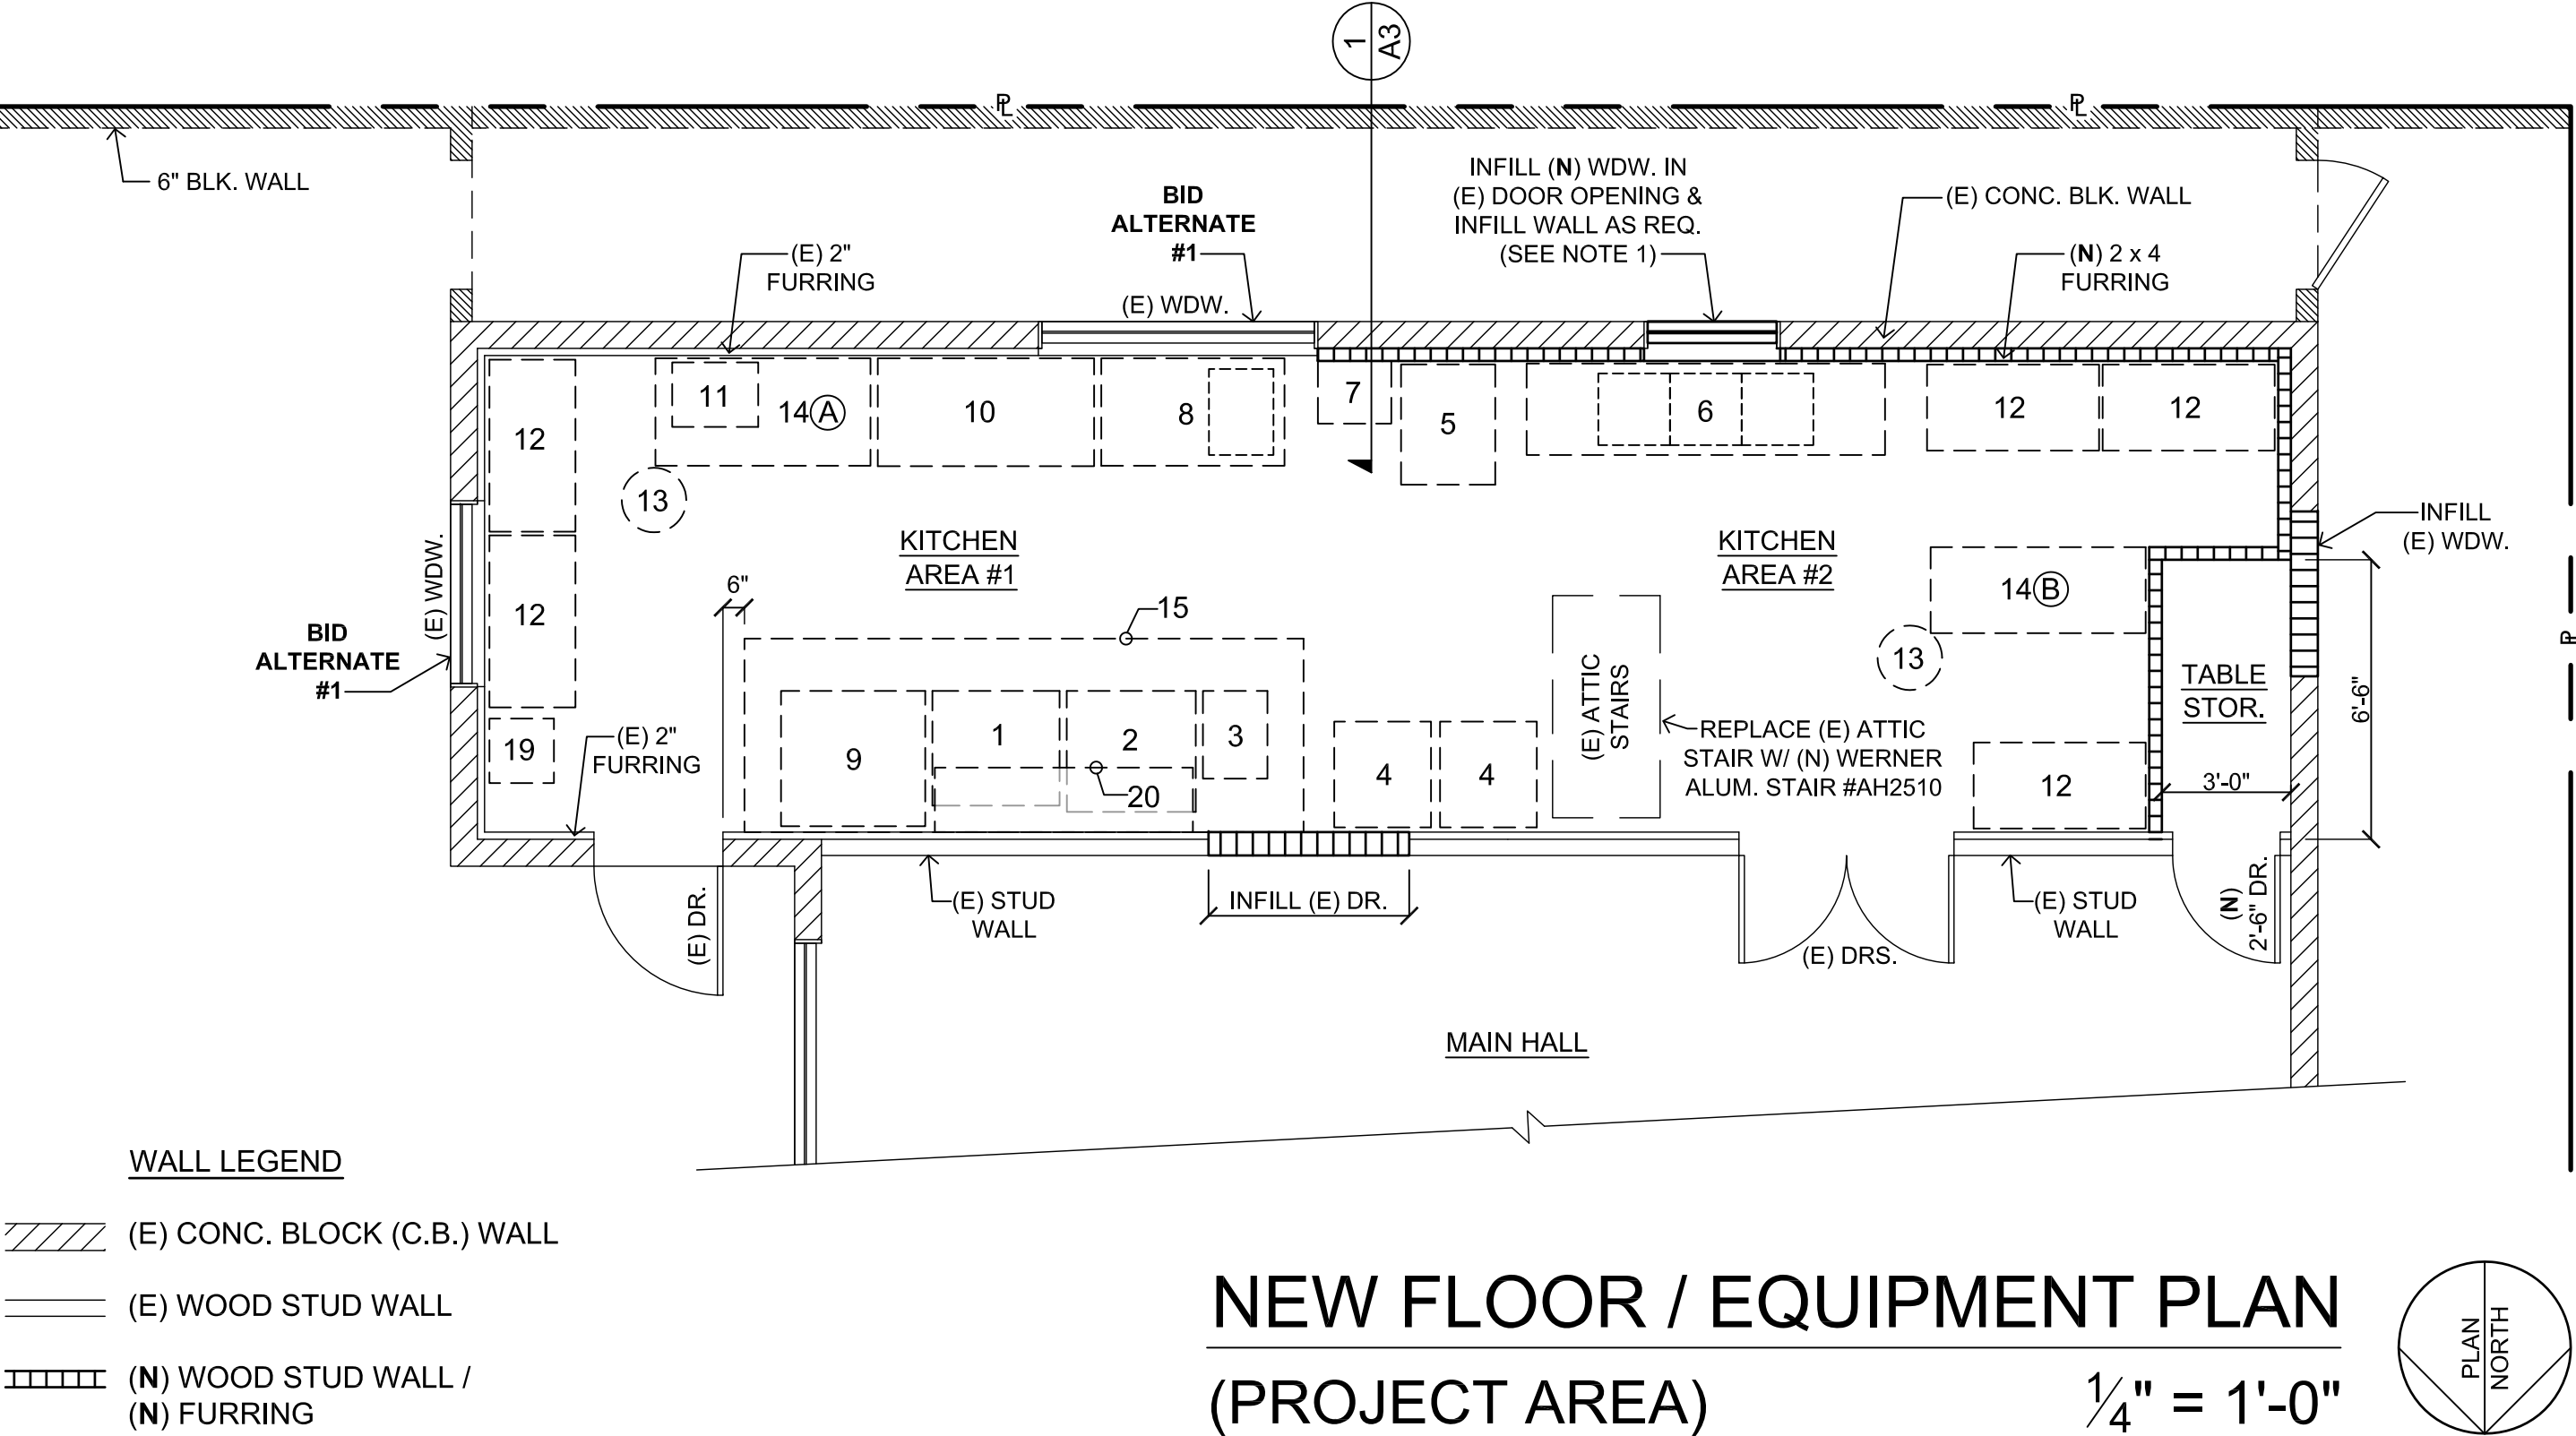 1
A3
PL
PL
6" BLK. WALL
(E) 2"
FURRING
BID
ALTERNATE
#1
(E) WDW.
INFILL (N) WDW. IN
(E) DOOR OPENING &
INFILL WALL AS REQ.
(SEE NOTE 1)
(E) CONC. BLK. WALL
(N) 2 x 4
FURRING
12
11
14 A
10
8
7
5
6
12
12
13
KITCHEN
AREA #1
KITCHEN
AREA #2
INFILL
(E) WDW.
(E) WDW.
12
BID
ALTERNATE
#1
6"
15
14 B
13
PL
(E) ATTIC
STAIRS
TABLE
STOR.
6'-6"
19
(E) 2"
FURRING
9
1
2
3
20
4
4
REPLACE (E) ATTIC
STAIR W/ (N) WERNER
ALUM. STAIR #AH2510
12
3'-0"
(E) DR.
(E) STUD
WALL
INFILL (E) DR.
(E) DRS.
(E) STUD
WALL
(N)
2'-6" DR.
MAIN HALL
WALL LEGEND
(E) CONC. BLOCK (C.B.) WALL
(E) WOOD STUD WALL
(N) WOOD STUD WALL /
(N) FURRING
NEW FLOOR / EQUIPMENT PLAN
(PROJECT AREA)
1/4" = 1'-0"
PLAN
NORTH